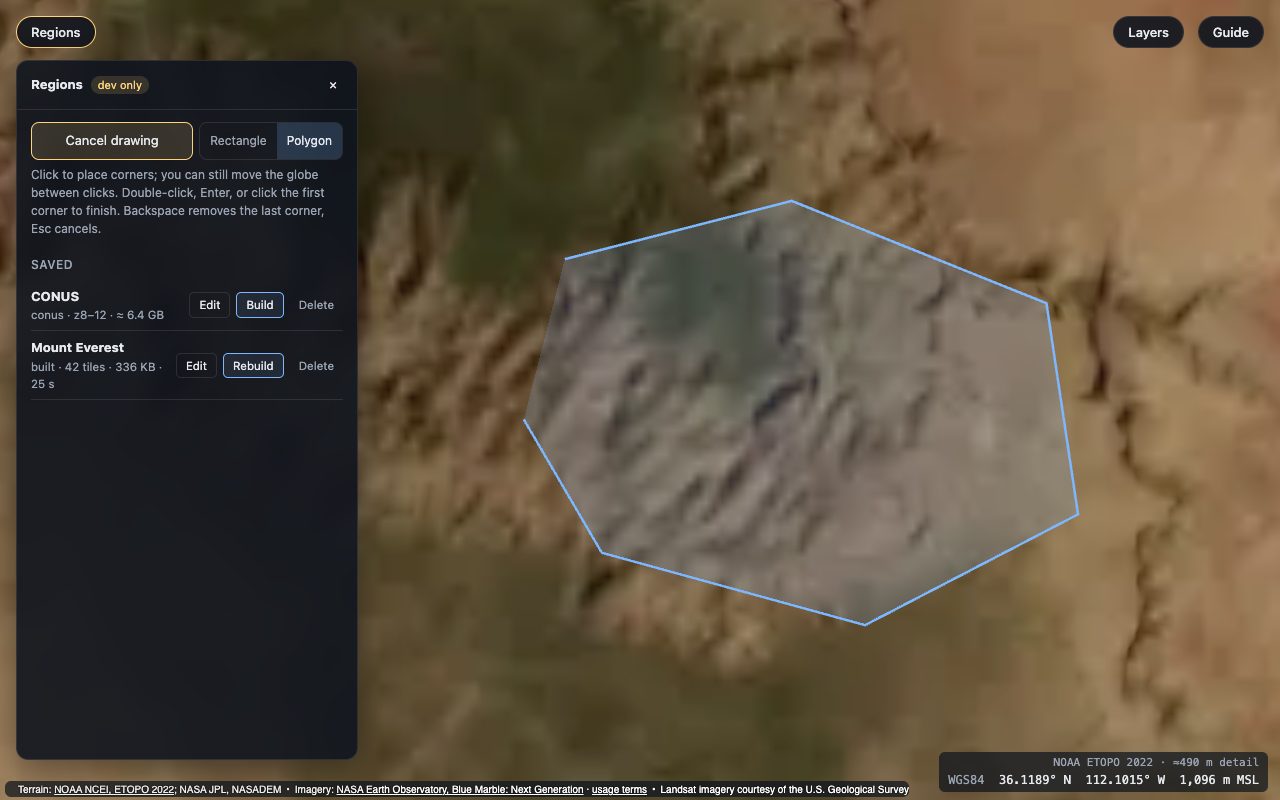 Regions
Layers
Guide
Regions dev only ×
Cancel drawing
Rectangle
Polygon
Click to place corners; you can still move the globe
between clicks. Double-click, Enter, or click the first
corner to finish. Backspace removes the last corner,
Esc cancels.
SAVED
CONUS
conus · z8–12 · ≈ 6.4 GB
Edit
Build
Delete
Mount Everest
built · 42 tiles · 336 KB ·
25 s
Edit
Rebuild
Delete
NOAA ETOPO 2022 · ≈490 m detail
WGS84 36.1189° N 112.1015° W 1,096 m MSL
Terrain: NOAA NCEI, ETOPO 2022; NASA JPL, NASADEM • Imagery: NASA Earth Observatory, Blue Marble: Next Generation · usage terms • Landsat imagery courtesy of the U.S. Geological Survey